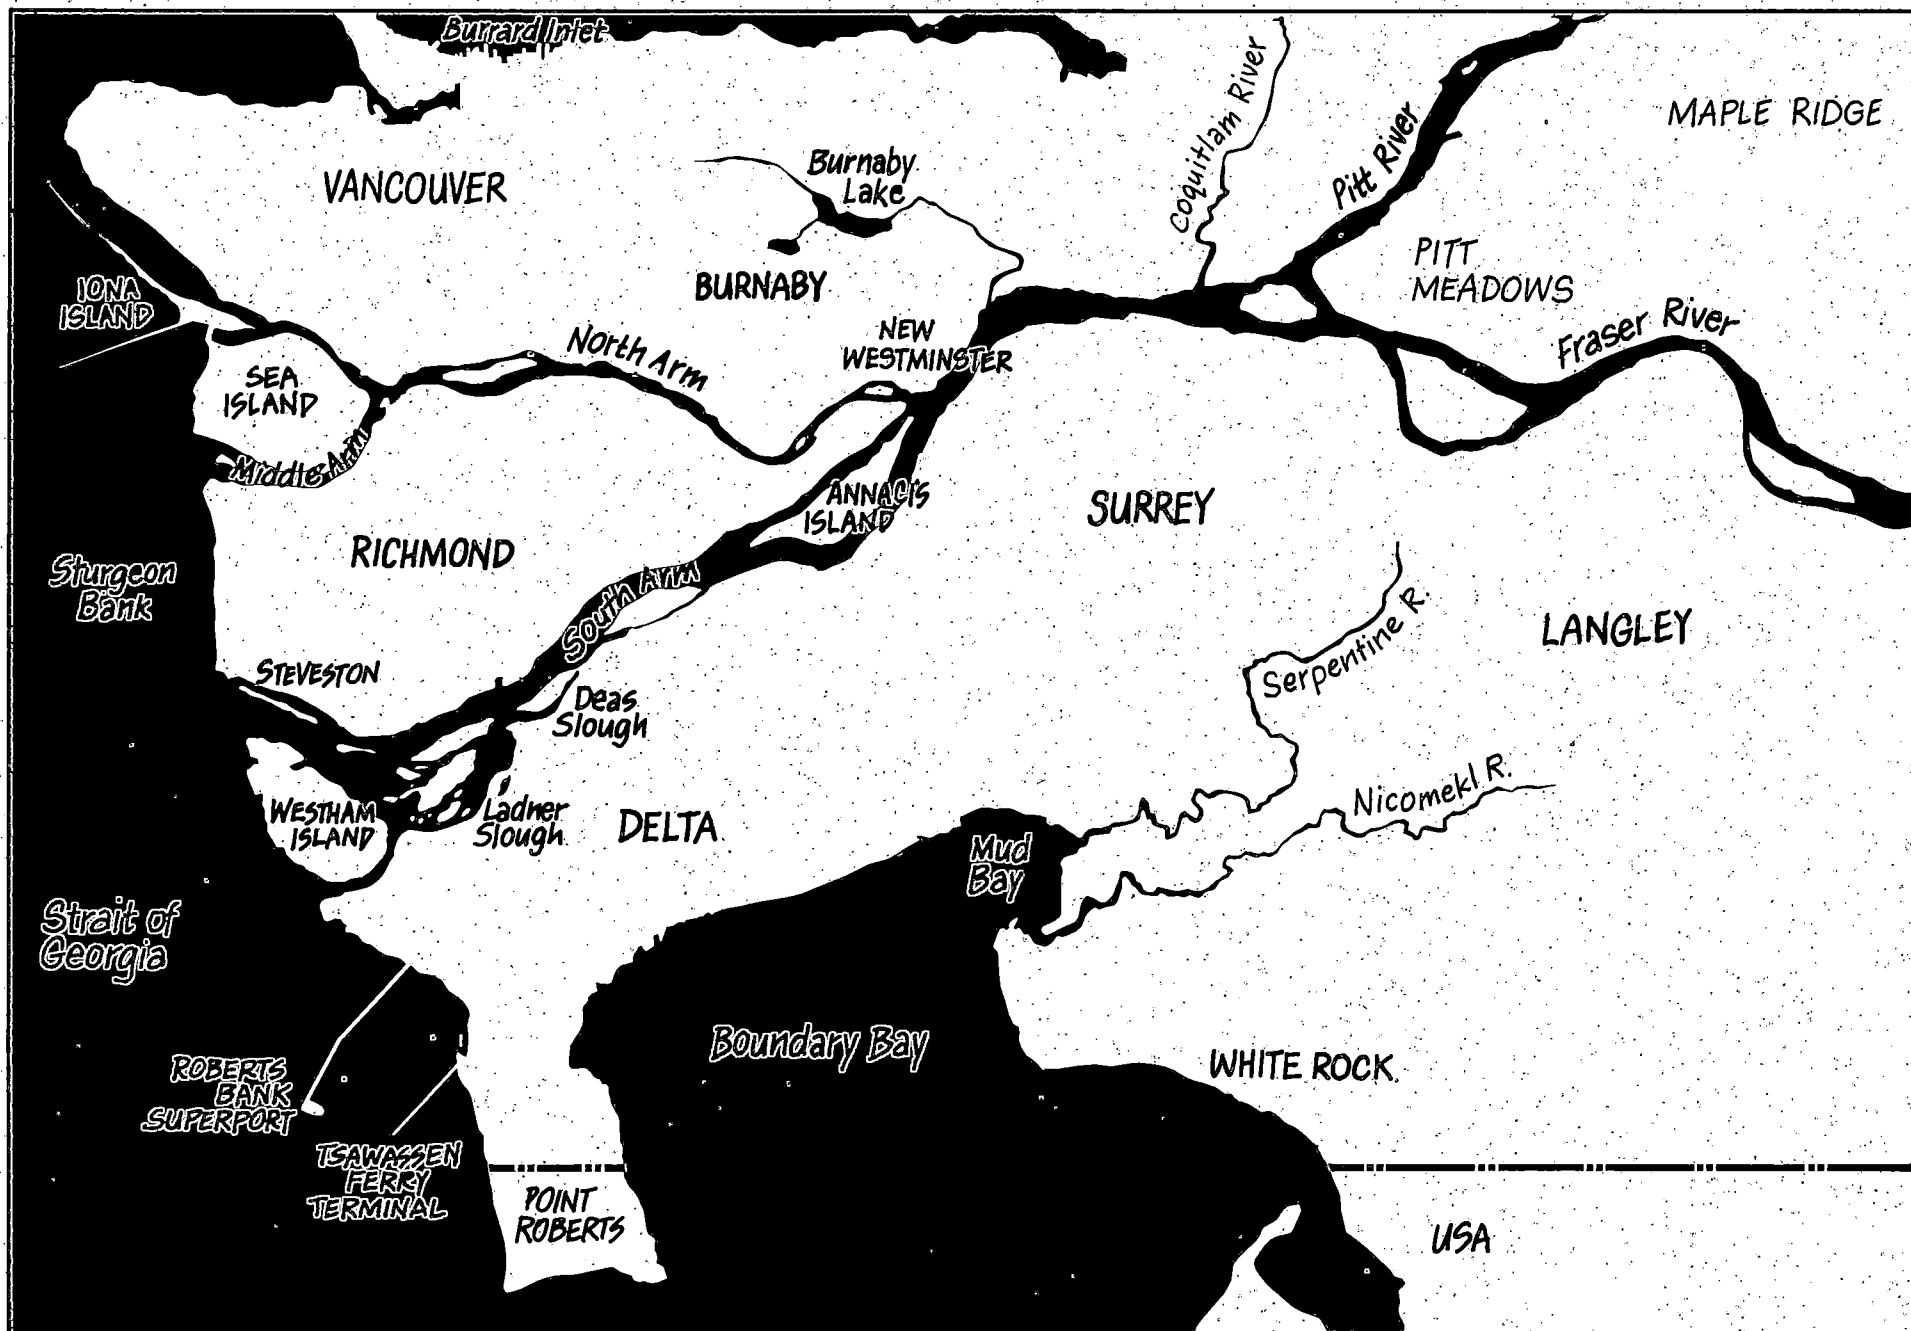 Burrard Inlet
Coquitlam River
Pitt River
MAPLE RIDGE
VANCOUVER
Burnaby
Lake
PITT
MEADOWS
BURNABY
IONA
ISLAND
North Arm
NEW
WESTMINSTER
Fraser River
SEA
ISLAND
Middle Arm
ANNACIS
ISLAND
SURREY
RICHMOND
Sturgeon
Bank
South Arm
Serpentine R.
LANGLEY
STEVESTON
Deas
Slough
Nicomekl R.
WESTHAM
ISLAND
Ladner
Slough
DELTA
Mud
Bay
Strait of
Georgia
Boundary Bay
ROBERTS
BANK
SUPERPORT
WHITE ROCK
TSAWASSEN
FERRY
TERMINAL
POINT
ROBERTS
USA